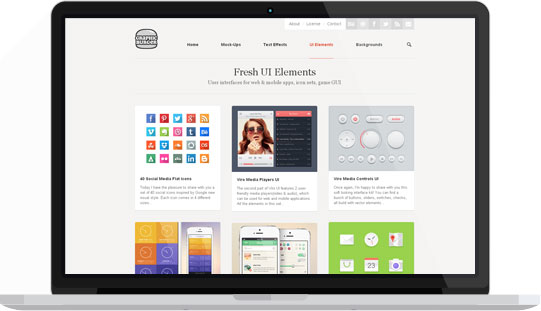 About License Contact
GRAPHIC
BURGER
Home Mock-Ups Text Effects UI Elements Backgrounds
Fresh UI Elements
User interfaces for web & mobile apps, icon sets, game GUI
40 Social Media Flat Icons
Today I have the pleasure to share with you a
set of 40 social icons inspired by Google new
visual style. Each icon comes in 4 different
sizes.
Vivo Media Players UI
The second part of Vivo UI features 2 user-
friendly media players(video & audio), which
can be used for web and mobile applications.
All the elements in this set...
Vivo Media Controls UI
Once again, I'm happy to share with you this
soft looking interface kit! You can find a
bunch of buttons, sliders, switches, classics,
all build with vector elements.
23